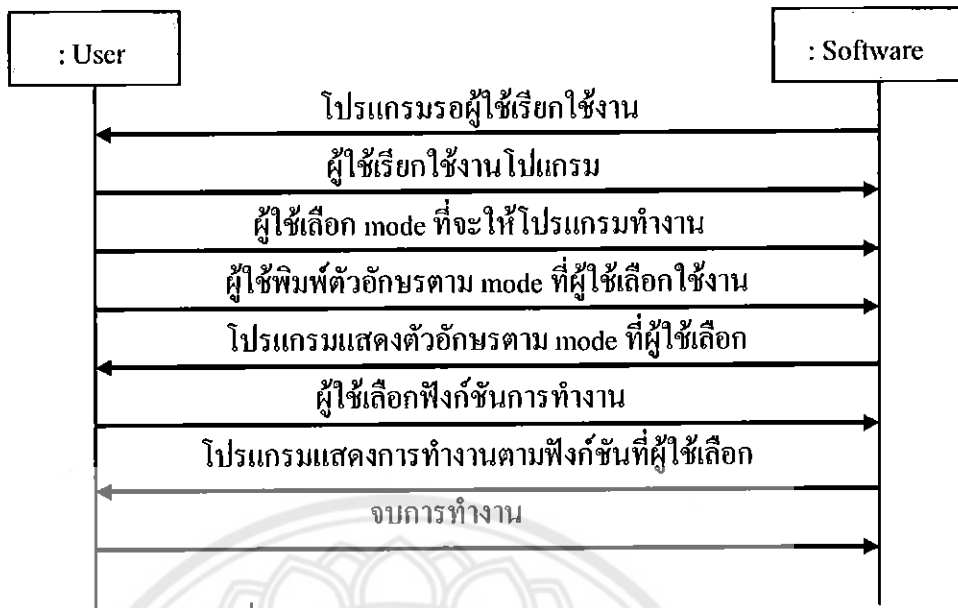 : User
: Software
โปรแกรมรอผู้ใช้เรียกใช้งาน
ผู้ใช้เรียกใช้งานโปแกรม
ผู้ใช้เลือก mode ที่จะให้โปรแกรมทำงาน
ผู้ใช้พิมพ์ตัวอักษรตาม mode ที่ผู้ใช้เลือกใช้งาน
โปรแกรมแสดงตัวอักษรตาม mode ที่ผู้ใช้เลือก
ผู้ใช้เลือกฟังก์ชันการทำงาน
โปรแกรมแสดงการทำงานตามฟังก์ชันที่ผู้ใช้เลือก
จบการทำงาน